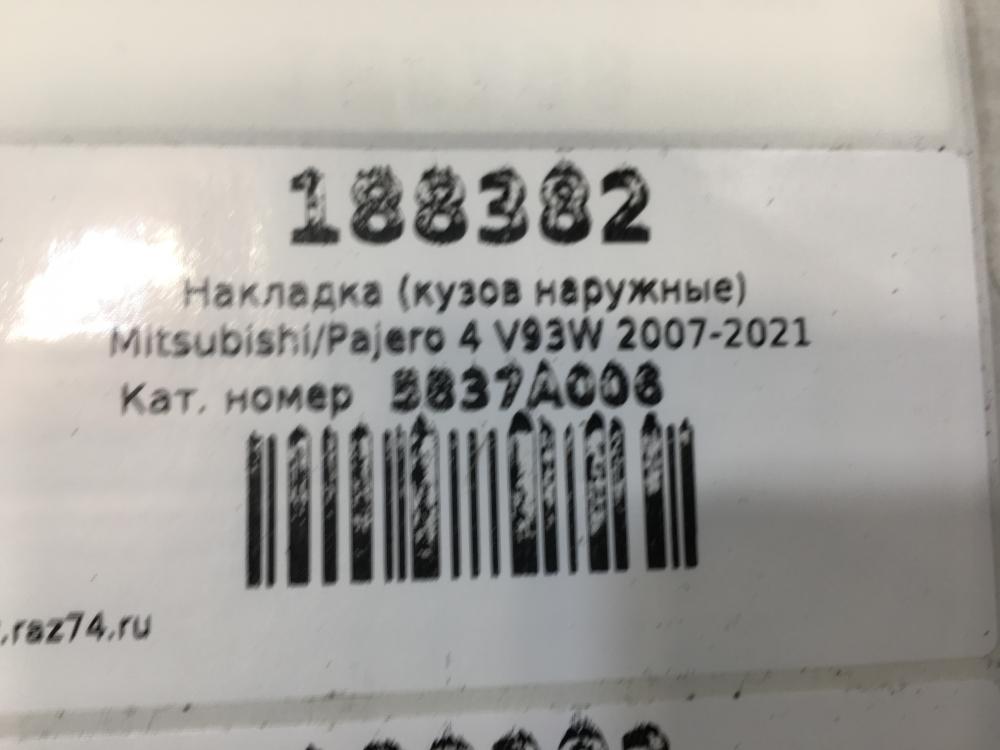 188382
Накладка (кузов наружные)
Mitsubishi/Pajero 4 V93W 2007-2021
Кат. номер 5837A008
.raz74.ru